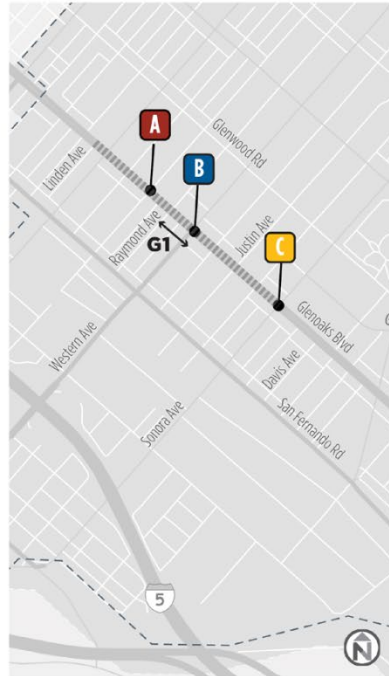 A
B
Glenwood Rd
Linden Ave
Raymond Ave
G1
Justin Ave
C
Glenoaks Blvd
Western Ave
Davis Ave
Sonora Ave
San Fernando Rd
5
N